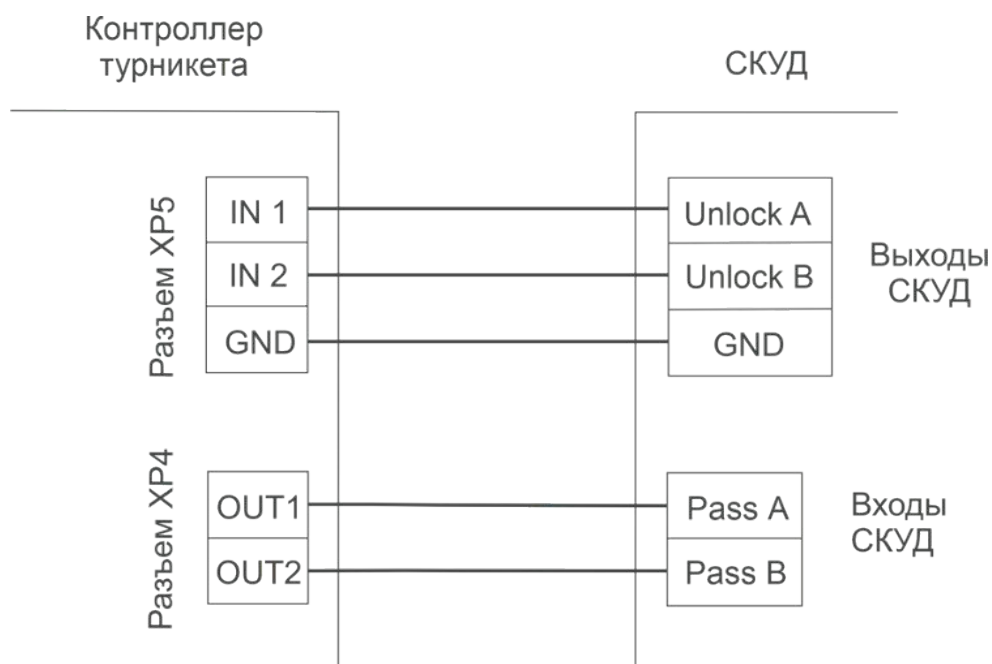 Контроллер
турникета
СКУД
Разъем XP5
IN 1
Unlock A
IN 2
Unlock B
GND
GND
Выходы
СКУД
Разъем XP4
OUT1
Pass A
OUT2
Pass B
Входы
СКУД